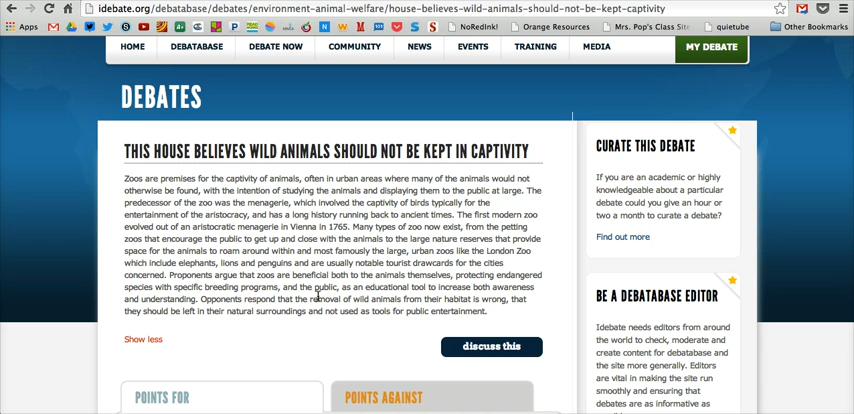 idebate.org/debatabase/debates/environment-animal-welfare/house-believes-wild-animals-should-not-be-kept-captivity
Apps NoRedInk! Orange Resources Mrs. Pop's Class Sit quietube Other Bookmarks
HOME DEBATABASE DEBATE NOW COMMUNITY NEWS EVENTS TRAINING MEDIA MY DEBATE
DEBATES
THIS HOUSE BELIEVES WILD ANIMALS SHOULD NOT BE KEPT IN CAPTIVITY
Zoos are premises for the captivity of animals, often in urban areas where many of the animals would not
otherwise be found, with the intention of studying the animals and displaying them to the public at large. The
predecessor of the zoo was the menagerie, which involved the captivity of birds typically for the
entertainment of the aristocracy, and has a long history running back to ancient times. The first modern zoo
evolved out of an aristocratic menagerie in Vienna in 1765. Many types of zoo now exist, from the petting
zoos that encourage the public to get up and close with the animals to the large nature reserves that provide
space for the animals to roam around within and most famously the large, urban zoos like the London Zoo
which include elephants, lions and penguins and are usually notable tourist drawcards for the cities
concerned. Proponents argue that zoos are beneficial both to the animals themselves, protecting endangered
species with specific breeding programs, and the public, as an educational tool to increase both awareness
and understanding. Opponents respond that the removal of wild animals from their habitat is wrong, that
they should be left in their natural surroundings and not used as tools for public entertainment.
Show less
discuss this
POINTS FOR
POINTS AGAINST
CURATE THIS DEBATE
If you are an academic or highly
knowledgeable about a particular
debate could you give an hour or
two a month to curate a debate?
Find out more
BE A DEBATABASE EDITOR
Idebate needs editors from around
the world to check, moderate and
create content for debatabase and
the site more generally. Editors
are vital in making the site run
smoothly and ensuring that
debates are as informative as